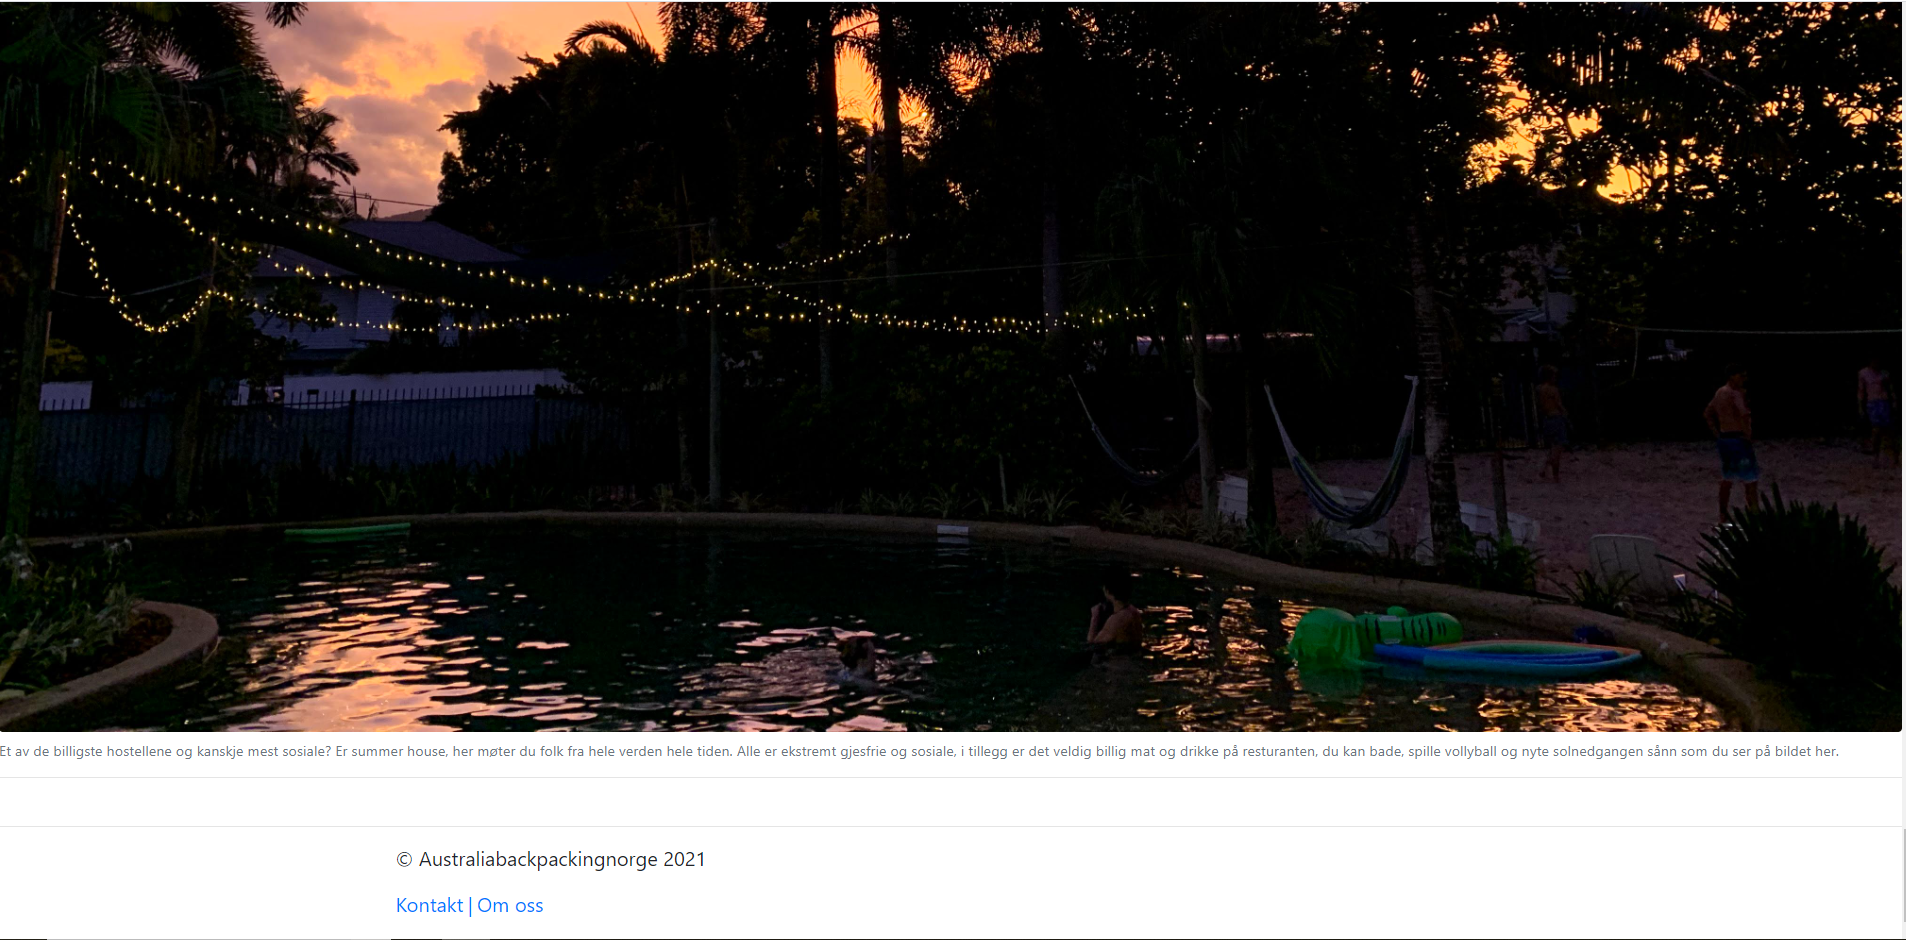 Et av de billigste hostellene og kanskje mest sosiale? Er summer house, her møter du folk fra hele verden hele tiden. Alle er ekstremt gjesfrie og sosiale, i tillegg er det veldig billig mat og drikke på resturanten, du kan bade, spille vollyball og nyte solnedgangen sånn som du ser på bildet her.
© Australiabackpackingnorge 2021
Kontakt | Om oss